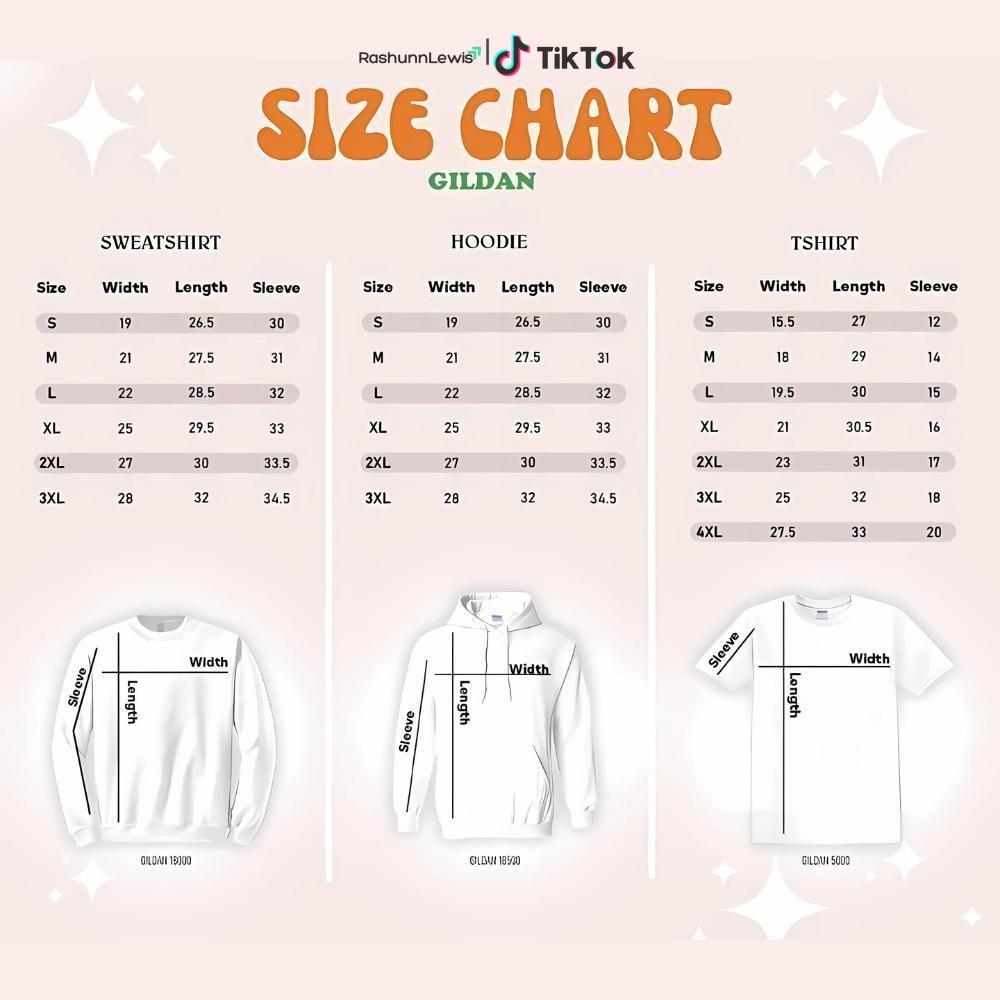 RashunnLewis | TikTok
SIZE CHART
GILDAN
SWEATSHIRT
Size Width Length Sleeve
S 19 26.5 30
M 21 27.5 31
L 22 28.5 32
XL 25 29.5 33
2XL 27 30 33.5
3XL 28 32 34.5
Sleeve
Width
Length
GILDAN 18000
HOODIE
Size Width Length Sleeve
S 19 26.5 30
M 21 27.5 31
L 22 28.5 32
XL 25 29.5 33
2XL 27 30 33.5
3XL 28 32 34.5
Sleeve
Width
Length
GILDAN 18500
TSHIRT
Size Width Length Sleeve
S 15.5 27 12
M 18 29 14
L 19.5 30 15
XL 21 30.5 16
2XL 23 31 17
3XL 25 32 18
4XL 27.5 33 20
Sleeve
Width
Length
GILDAN 5000